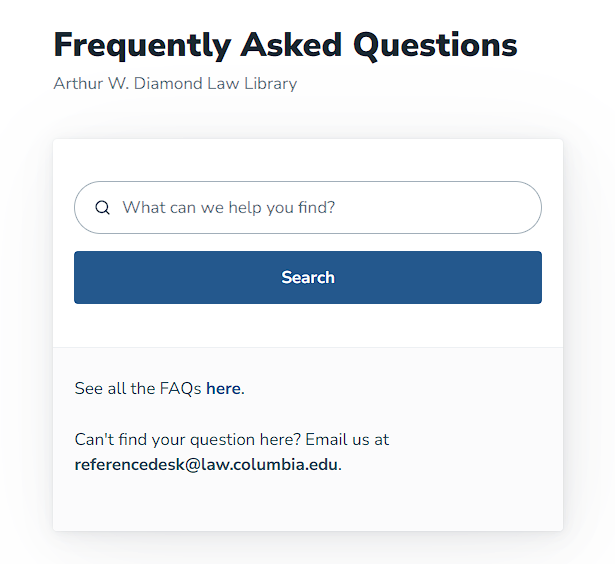 Frequently Asked Questions
Arthur W. Diamond Law Library
What can we help you find?
Search
See all the FAQs here.
Can't find your question here? Email us at
referencedesk@law.columbia.edu.